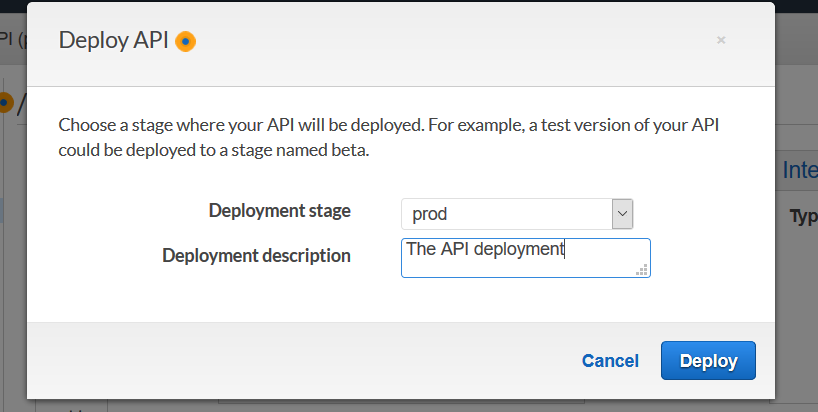 Deploy API
PI (p
/
Choose a stage where your API will be deployed. For example, a test version of your API
could be deployed to a stage named beta.
Inte
Deployment stage
prod
Typ
Deployment description
The API deployment
Cancel
Deploy